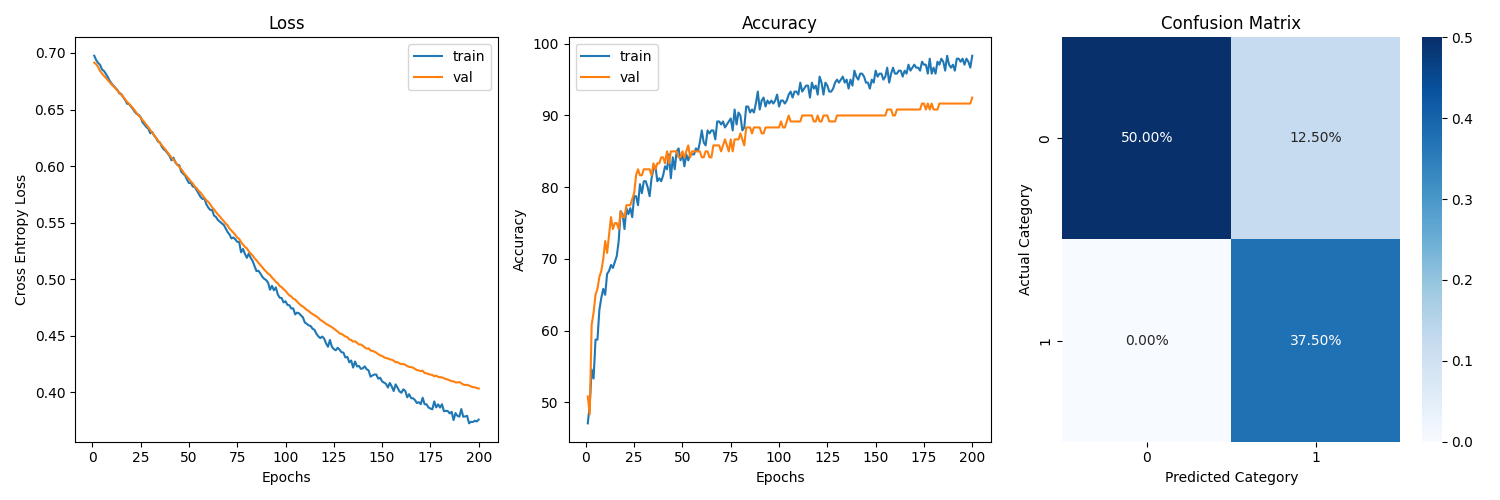 Loss
0.70
0.65
0.60
0.55
0.50
0.45
0.40
Cross Entropy Loss
train
val
0 25 50 75 100 125 150 175 200
Epochs
Accuracy
100
90
80
70
60
50
Accuracy
train
val
0 25 50 75 100 125 150 175 200
Epochs
Confusion Matrix
Actual Category
0
1
50.00% 12.50%
0.00% 37.50%
0 1
Predicted Category
0.5
0.4
0.3
0.2
0.1
0.0